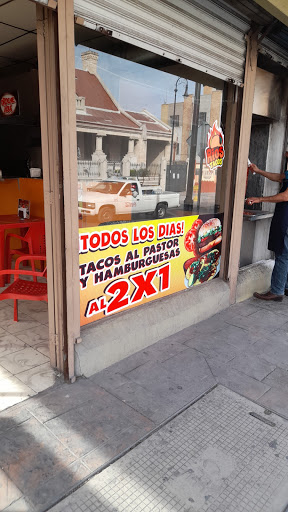 ¡TODOS LOS DIAS!
TACOS AL PASTOR
Y HAMBURGUESAS
AL 2X1